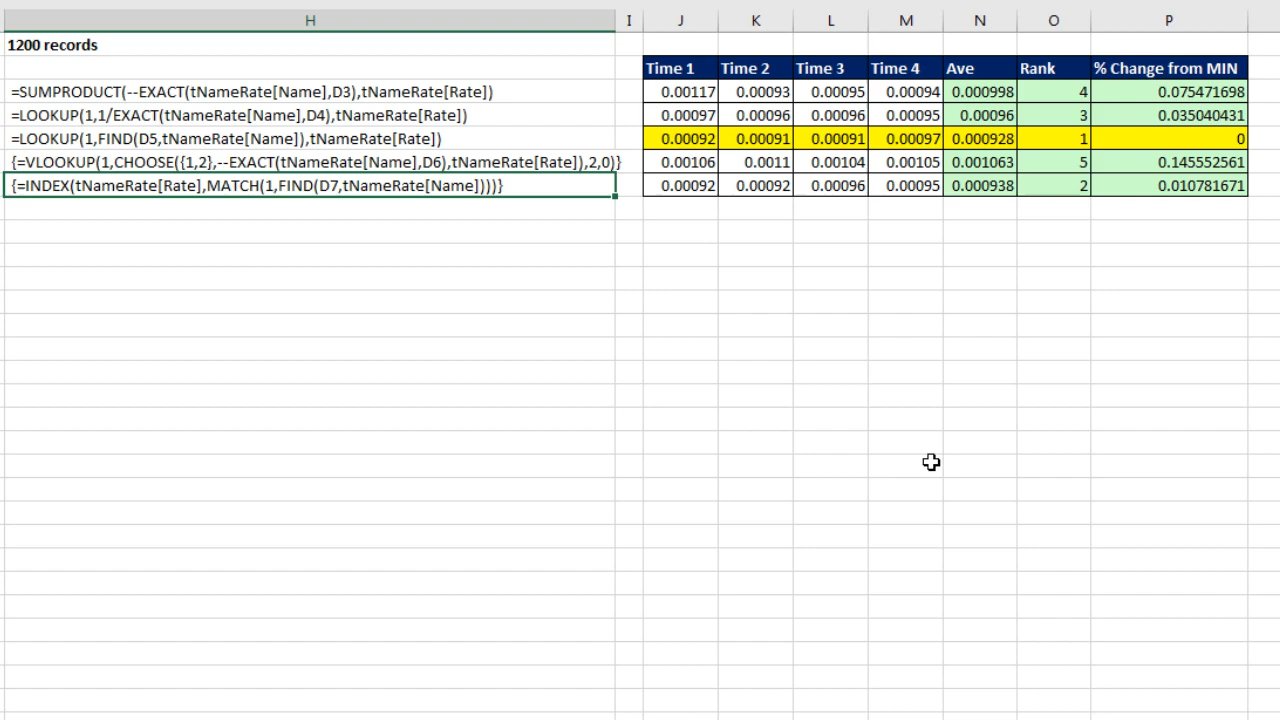 H I J K L M N O P
1200 records
Time 1 Time 2 Time 3 Time 4 Ave Rank % Change from MIN
=SUMPRODUCT(--EXACT(tNameRate[Name],D3),tNameRate[Rate]) 0.00117 0.00093 0.00095 0.00094 0.000998 4 0.075471698
=LOOKUP(1,1/EXACT(tNameRate[Name],D4),tNameRate[Rate]) 0.00097 0.00096 0.00096 0.00095 0.00096 3 0.035040431
=LOOKUP(1,FIND(D5,tNameRate[Name]),tNameRate[Rate]) 0.00092 0.00091 0.00091 0.00097 0.000928 1 0
{=VLOOKUP(1,CHOOSE({1,2},--EXACT(tNameRate[Name],D6),tNameRate[Rate]),2,0)} 0.00106 0.0011 0.00104 0.00105 0.001063 5 0.145552561
{=INDEX(tNameRate[Rate],MATCH(1,FIND(D7,tNameRate[Name])))} 0.00092 0.00092 0.00096 0.00095 0.000938 2 0.010781671